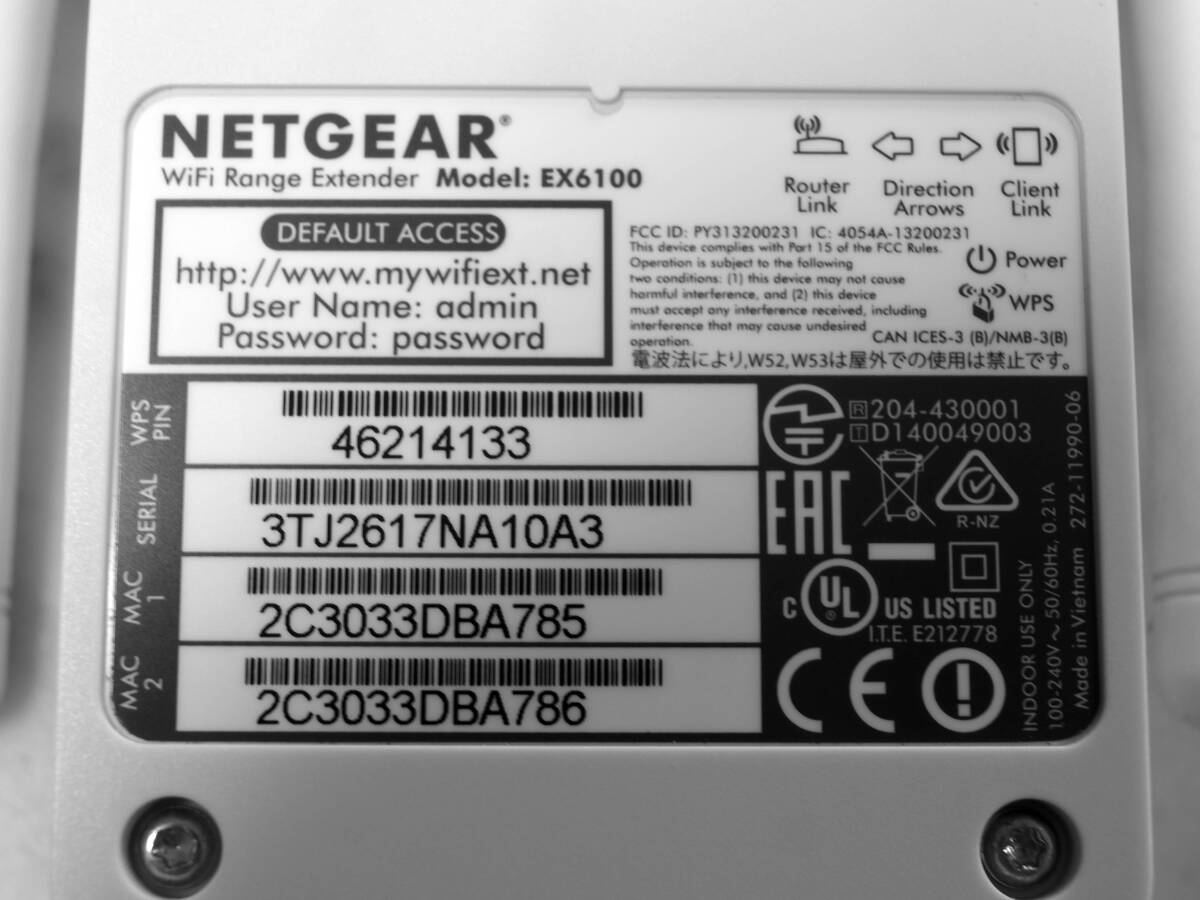 NETGEAR®
WiFi Range Extender Model: EX6100
Router Link
Direction Arrows
Client Link
DEFAULT ACCESS
http://www.mywifiext.net
User Name: admin
Password: password
FCC ID: PY313200231 IC: 4054A-13200231
This device complies with Part 15 of the FCC Rules.
Operation is subject to the following
two conditions: (1) this device may not cause
harmful interference, and (2) this device
must accept any interference received, including
interference that may cause undesired
operation.
Power
WPS
CAN ICES-3 (B)/NMB-3(B)
電波法により,W52,W53は屋外での使用は禁止です。
WPS PIN
46214133
SERIAL
3TJ2617NA10A3
MAC 1
2C3033DBA785
MAC 2
2C3033DBA786
R 204-430001
T D140049003
EAC
R-NZ
C UL® US LISTED
I.T.E. E212778
CE
INDOOR USE ONLY
100-240V ~ 50/60Hz, 0.21A
Made in Vietnam 272-11990-06